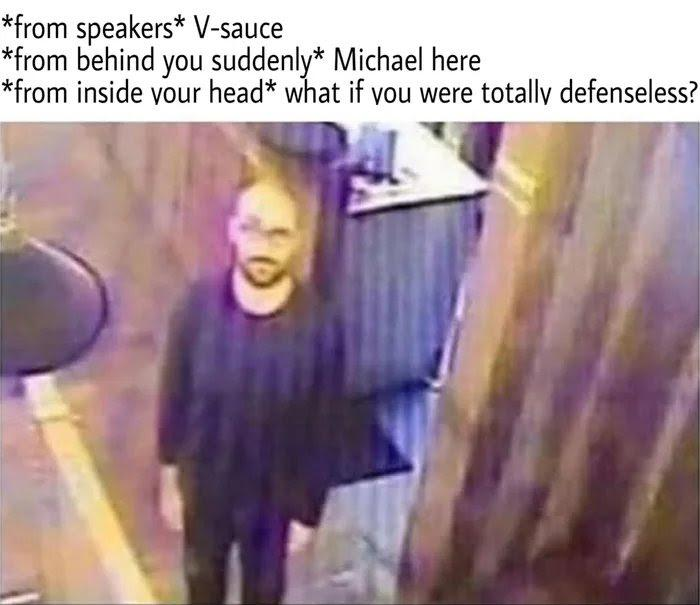 *from speakers* V-sauce
*from behind you suddenly* Michael here
*from inside your head* what if you were totally defenseless?